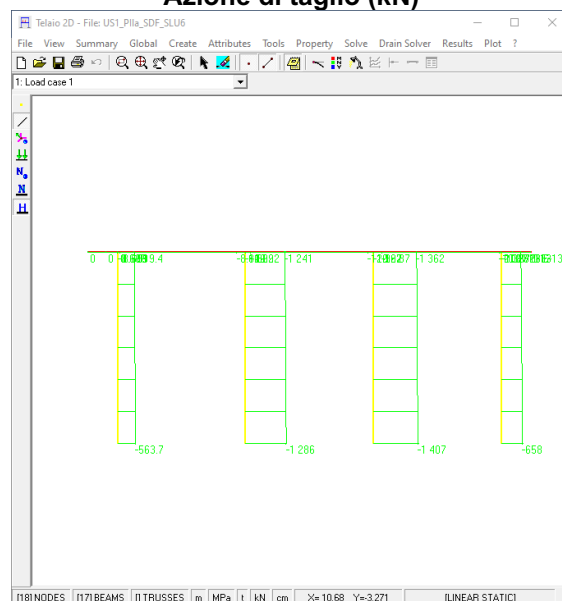 Azione di taglio (kN)
Telaio 2D - File: US1_PIIa_SDF_SLU6
File View Summary Global Create Attributes Tools Property Solve Drain Solver Results Plot ?
1: Load case 1
0 0 -1 241 -1 362
-563.7 -1 286 -1 407 -658
[18] NODES [17] BEAMS [] TRUSSES m MPa t kN cm X= 10.68 Y=-3.271 [LINEAR STATIC]